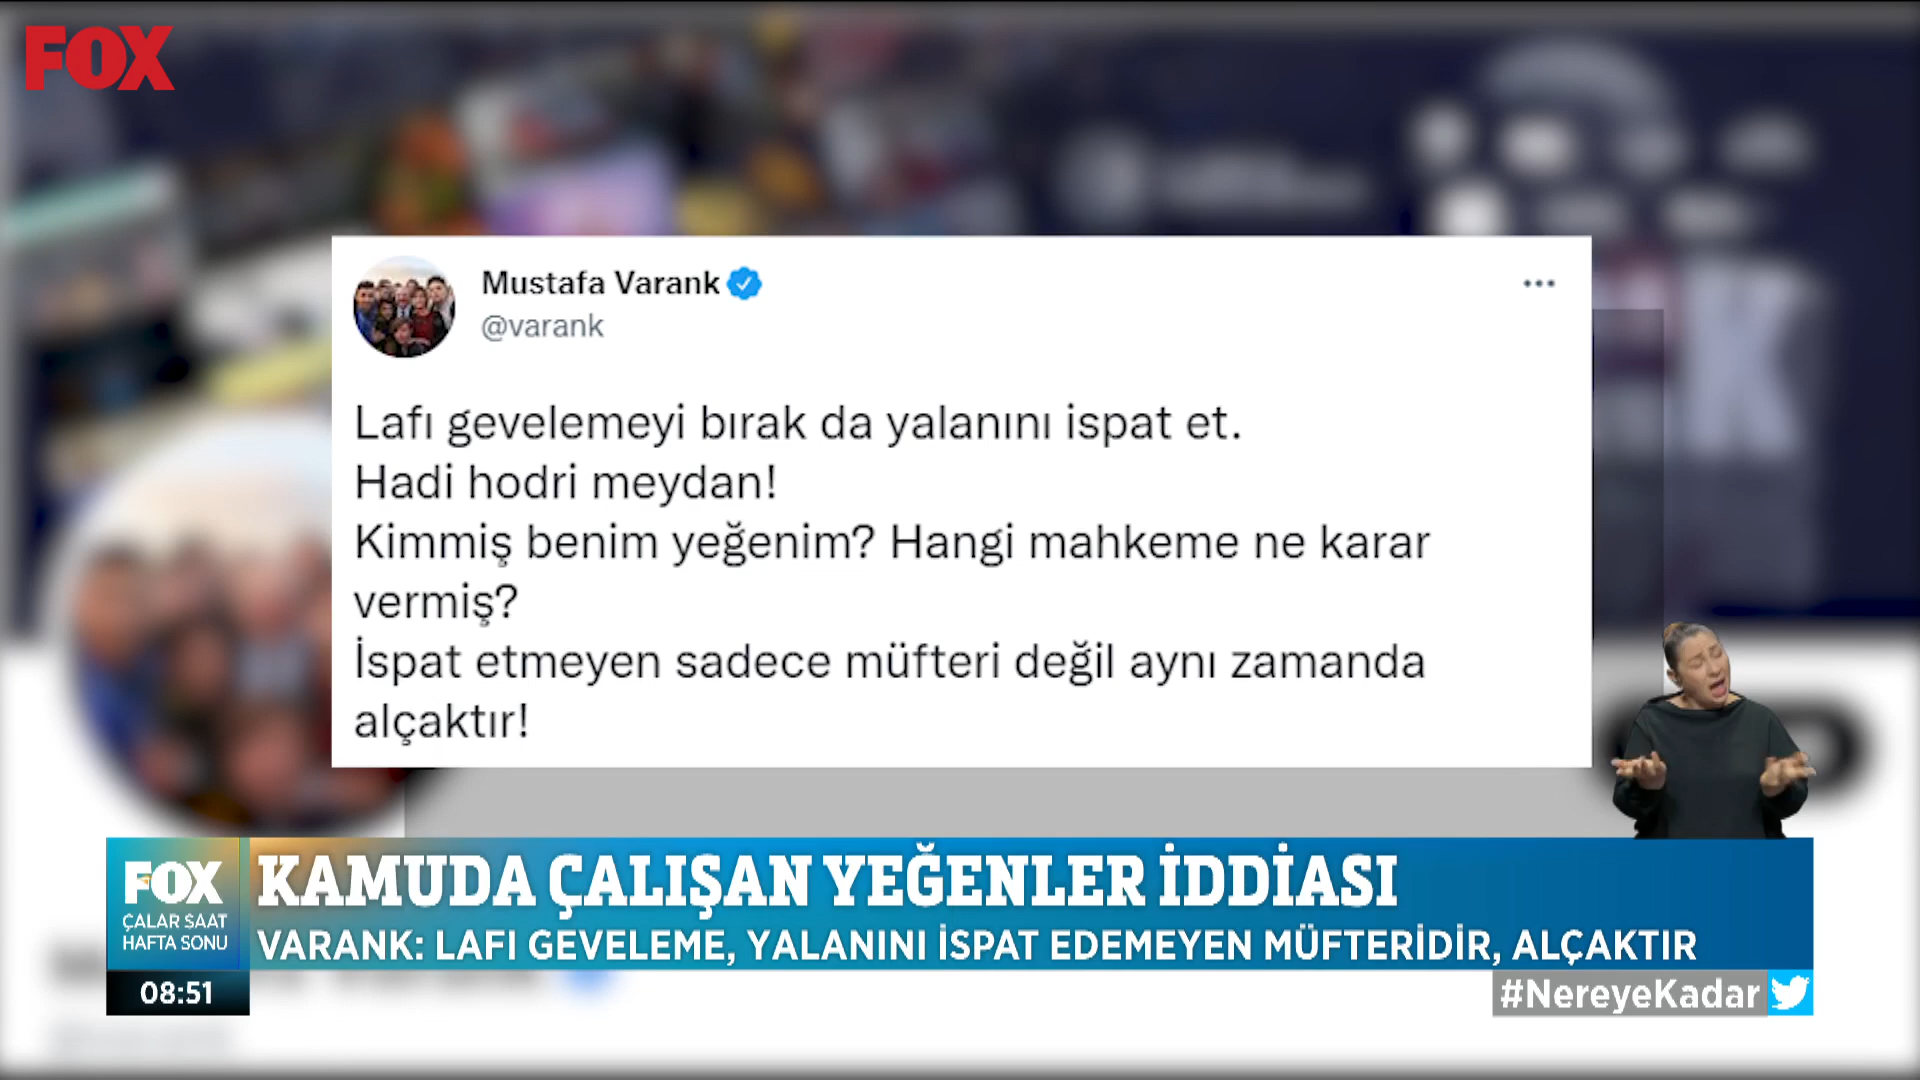 FOX
Mustafa Varank
@varank
Lafı gevelemeyi bırak da yalanını ispat et.
Hadi hodri meydan!
Kimmiş benim yeğenim? Hangi mahkeme ne karar
vermiş?
İspat etmeyen sadece müfteri değil aynı zamanda
alçaktır!
FOX
ÇALAR SAAT
HAFTA SONU
KAMUDA ÇALIŞAN YEĞENLER İDDİASI
VARANK: LAFI GEVELEME, YALANINI İSPAT EDEMEYEN MÜFTERİDİR, ALÇAKTIR
08:51
#NereyeKadar